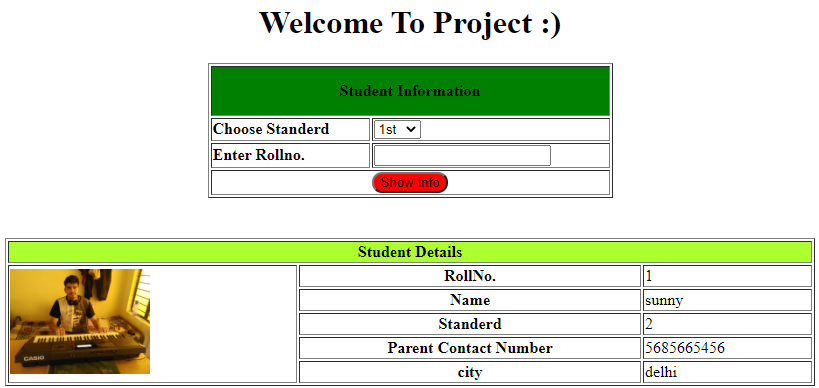 Welcome To Project :)
Student Information
Choose Standerd 1st
Enter Rollno.
Show Info
Student Details
CASIO
RollNo. 1
Name sunny
Standerd 2
Parent Contact Number 5685665456
city delhi